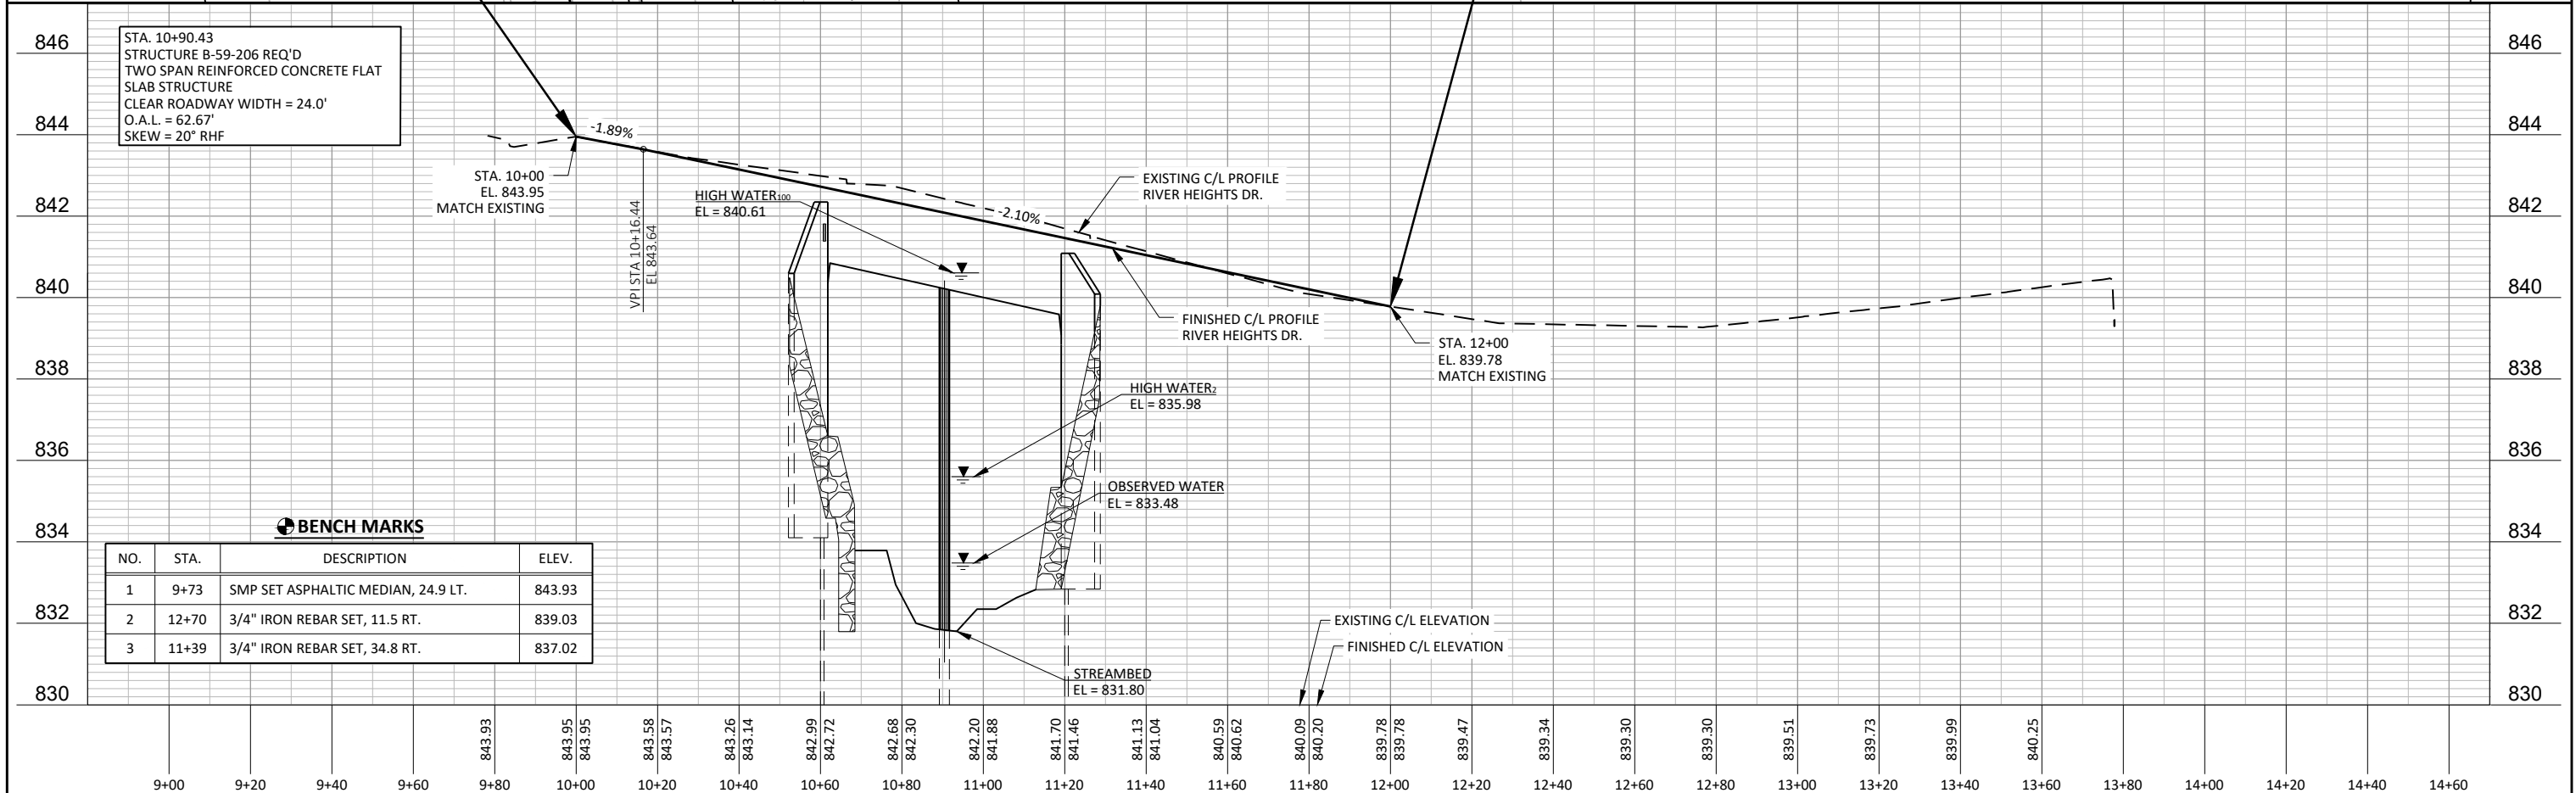 STA. 10+90.43
STRUCTURE B-59-206 REQ'D
TWO SPAN REINFORCED CONCRETE FLAT
SLAB STRUCTURE
CLEAR ROADWAY WIDTH = 24.0'
O.A.L. = 62.67'
SKEW = 20° RHF
846
844
842
840
838
836
834
832
830
846
844
842
840
838
836
834
832
830
-1.89%
STA. 10+00
EL. 843.95
MATCH EXISTING
VPI STA 10+16.44
EL 843.64
HIGH WATER100
EL = 840.61
-2.10%
EXISTING C/L PROFILE
RIVER HEIGHTS DR.
FINISHED C/L PROFILE
RIVER HEIGHTS DR.
STA. 12+00
EL. 839.78
MATCH EXISTING
HIGH WATER2
EL = 835.98
OBSERVED WATER
EL = 833.48
STREAMBED
EL = 831.80
EXISTING C/L ELEVATION
FINISHED C/L ELEVATION
BENCH MARKS
NO. STA. DESCRIPTION ELEV.
1 9+73 SMP SET ASPHALTIC MEDIAN, 24.9 LT. 843.93
2 12+70 3/4" IRON REBAR SET, 11.5 RT. 839.03
3 11+39 3/4" IRON REBAR SET, 34.8 RT. 837.02
843.93
843.95
843.95
843.58
843.57
843.26
843.14
842.99
842.72
842.68
842.30
842.20
841.88
841.70
841.46
841.13
841.04
840.59
840.62
840.09
840.20
839.78
839.78
839.47
839.34
839.30
839.30
839.51
839.73
839.99
840.25
9+00 9+20 9+40 9+60 9+80 10+00 10+20 10+40 10+60 10+80 11+00 11+20 11+40 11+60 11+80 12+00 12+20 12+40 12+60 12+80 13+00 13+20 13+40 13+60 13+80 14+00 14+20 14+40 14+60